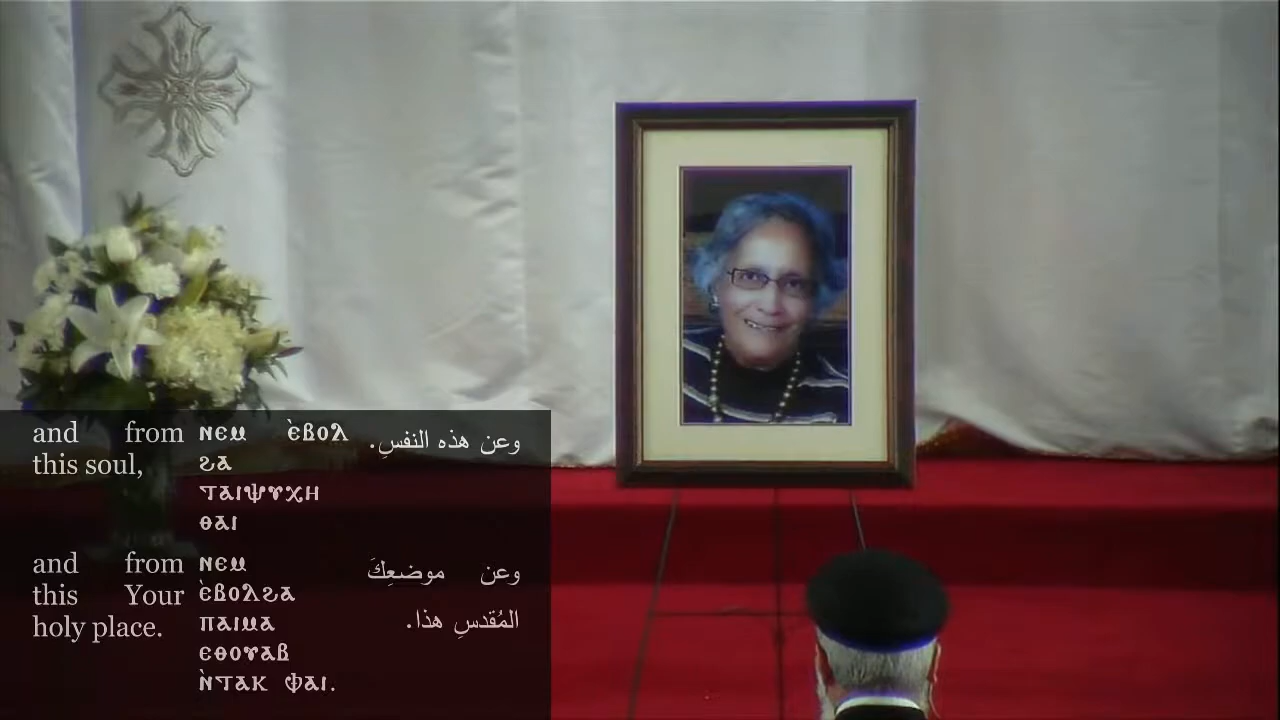 and from
this soul,
ⲛⲉⲙ ⲉ̀ⲃⲟⲗ
ϩⲁ
ⲧⲁⲓⲯⲩⲭⲏ
ⲑⲁⲓ
وعن هذه النفسِ.
and from
this Your
holy place.
ⲛⲉⲙ
ⲉ̀ⲃⲟⲗϩⲁ
ⲡⲁⲓⲙⲁ
ⲉⲑⲟⲩⲁⲃ
ⲛ̀ⲧⲁⲕ ⲫⲁⲓ.
وعن موضعِكَ
المُقدسِ هذا.